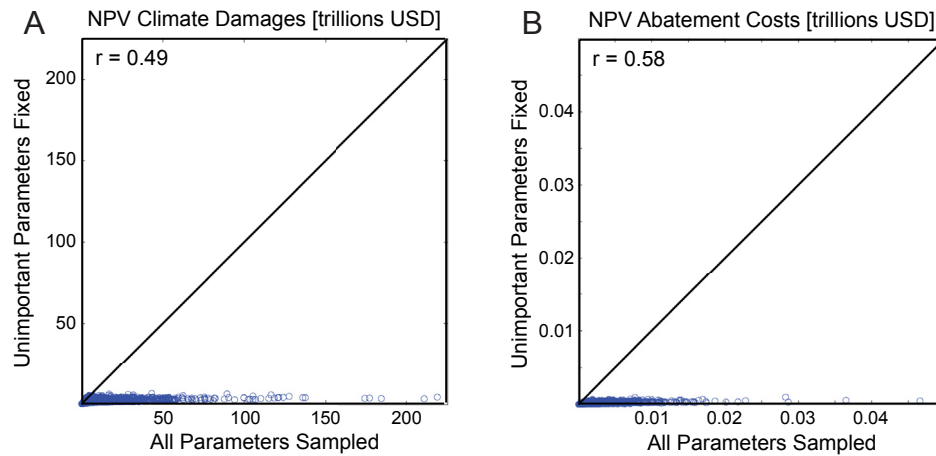 A
NPV Climate Damages [trillions USD]
r = 0.49
Unimportant Parameters Fixed
200
150
100
50
50 100 150 200
All Parameters Sampled
B
NPV Abatement Costs [trillions USD]
r = 0.58
Unimportant Parameters Fixed
0.04
0.03
0.02
0.01
0.01 0.02 0.03 0.04
All Parameters Sampled